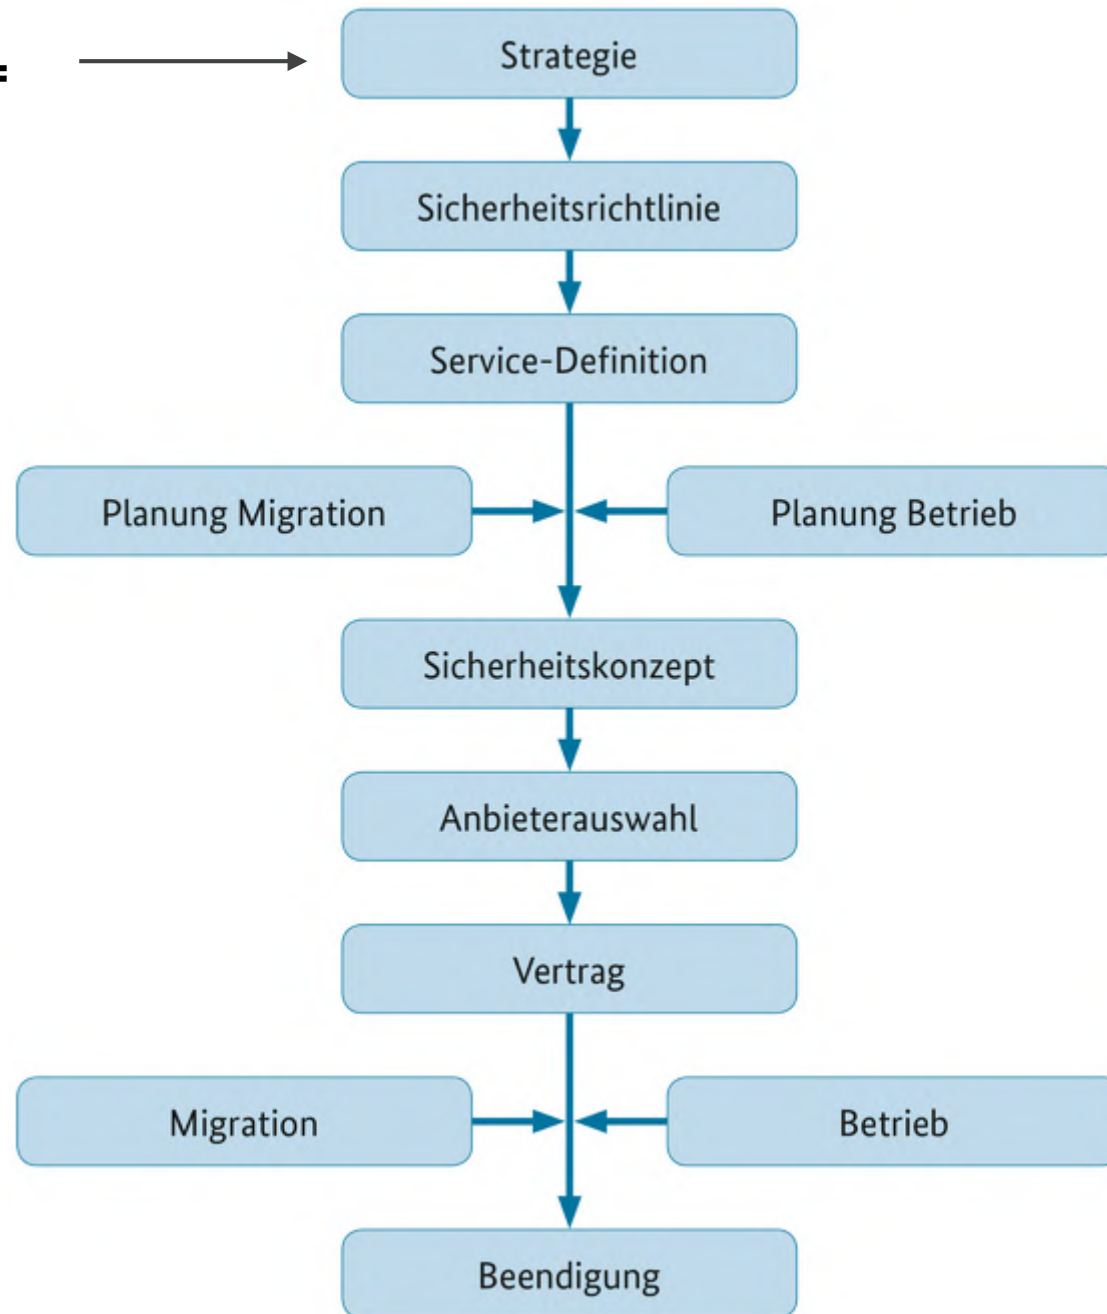 Strategie
Sicherheitsrichtlinie
Service-Definition
Planung Migration
Planung Betrieb
Sicherheitskonzept
Anbieterauswahl
Vertrag
Migration
Betrieb
Beendigung